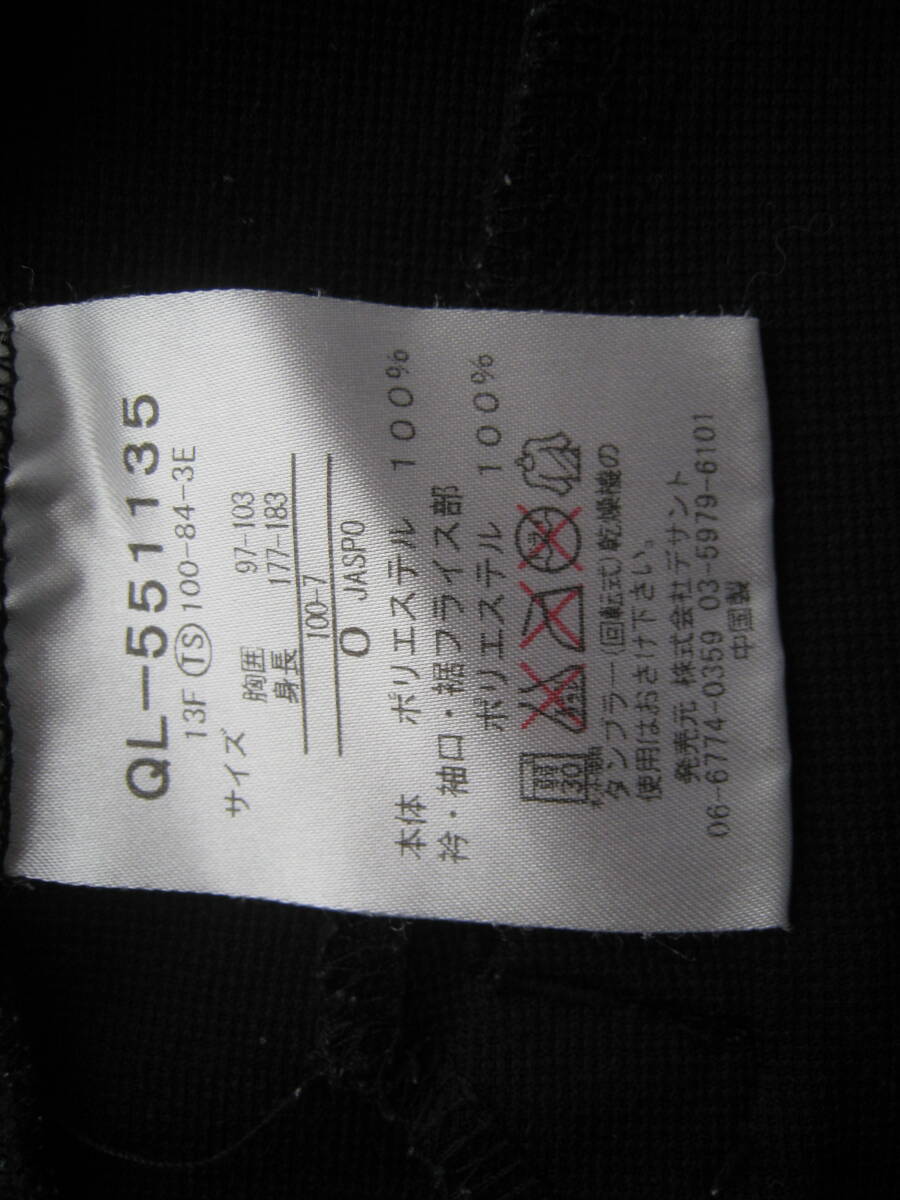 QL-551135
13F TS 100-84-3E
サイズ
胸囲 97-103
身長 177-183
100-7
O JASPO
本体 ポリエステル 100%
衿・袖口・裾フライス部
ポリエステル 100%
30
タンブラー(回転式)乾燥機の
使用はおさけ下さい。
発売元 株式会社デサント
06-6774-0359 03-5979-6101
中国製